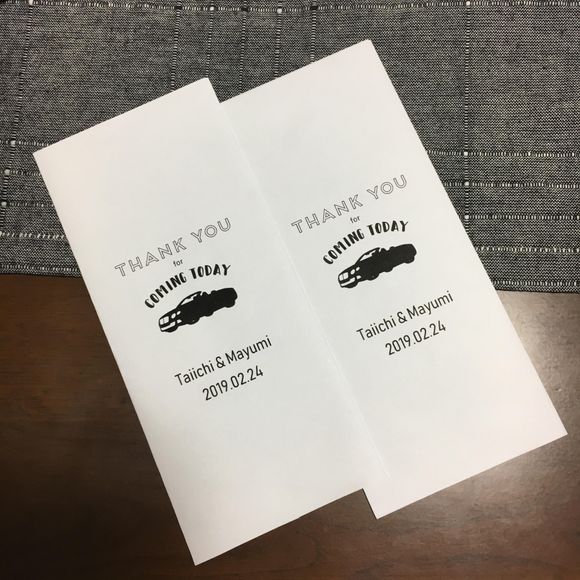 THANK YOU
for
COMING TODAY
Taiichi & Mayumi
2019.02.24
THANK YOU
for
COMING TODAY
Taiichi & Mayumi
2019.02.24